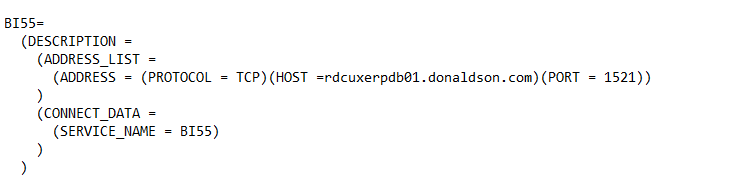 BI55=
(DESCRIPTION =
(ADDRESS_LIST =
(ADDRESS = (PROTOCOL = TCP)(HOST =rdcuxerpdb01.donaldson.com)(PORT = 1521))
)
(CONNECT_DATA =
(SERVICE_NAME = BI55)
)
)